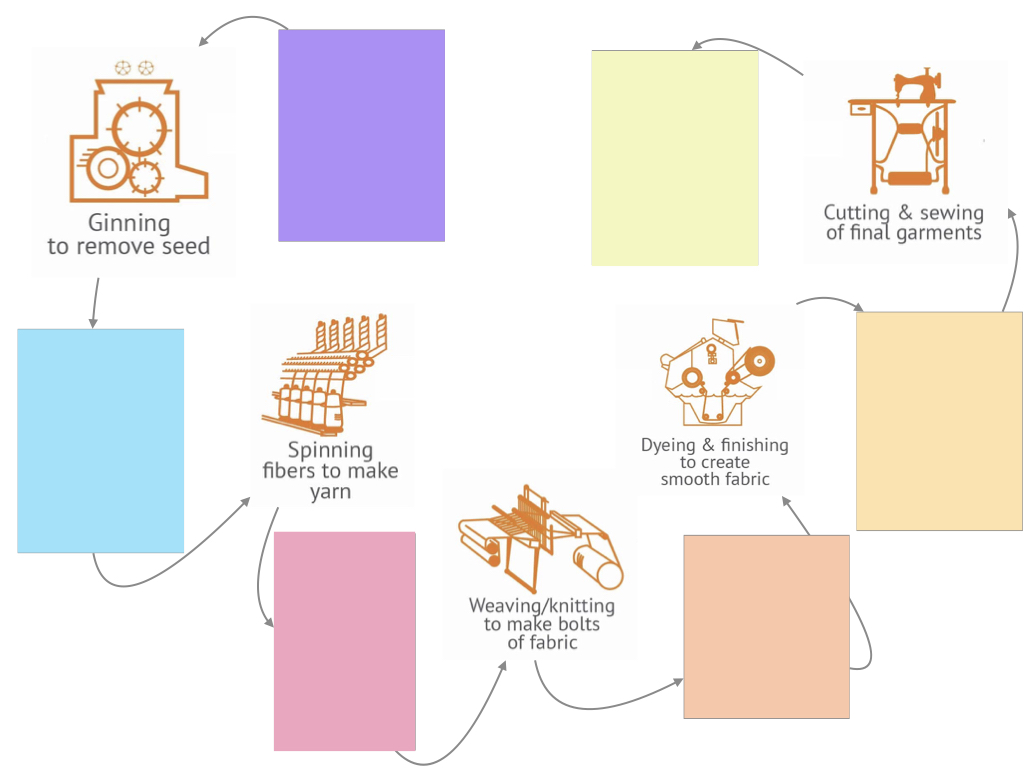 Ginning
to remove seed
Spinning
fibers to make
yarn
Weaving/knitting
to make bolts
of fabric
Dyeing & finishing
to create
smooth fabric
Cutting & sewing
of final garments